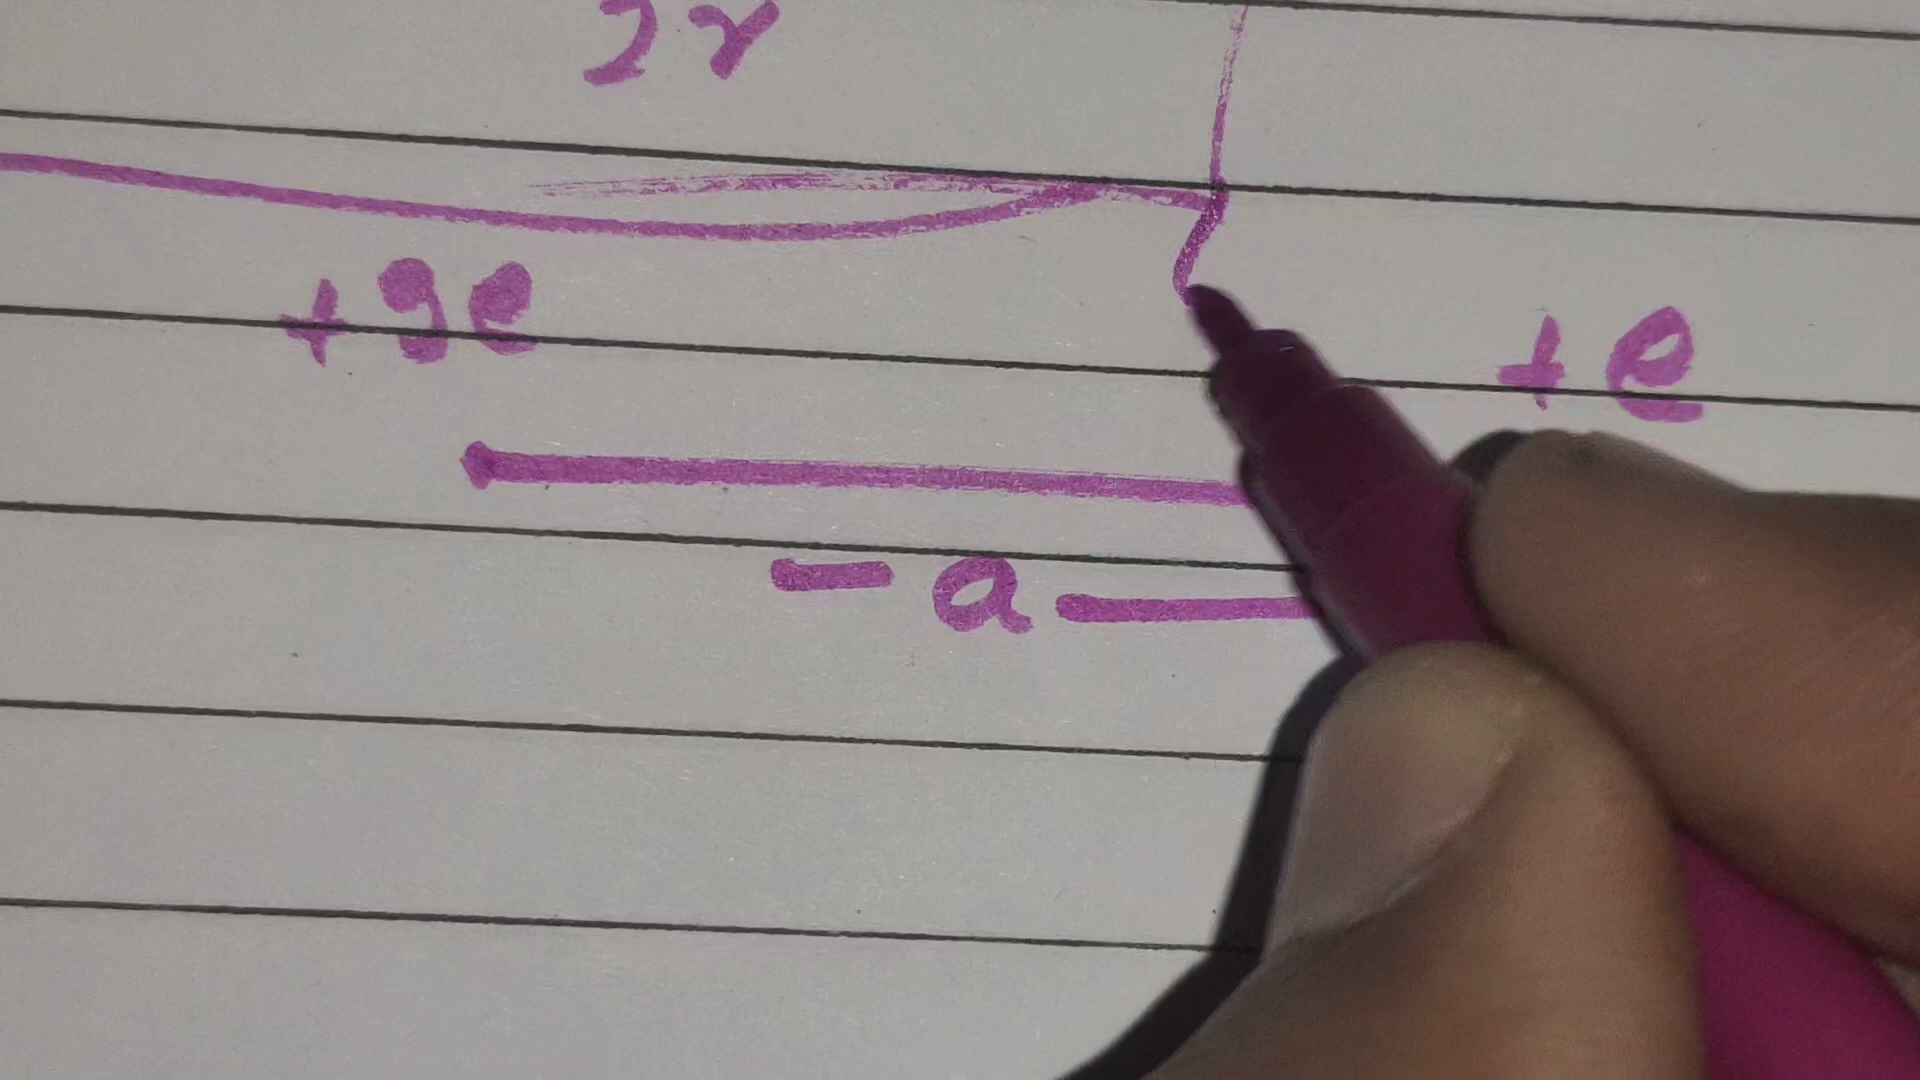 +9e +e
- a —